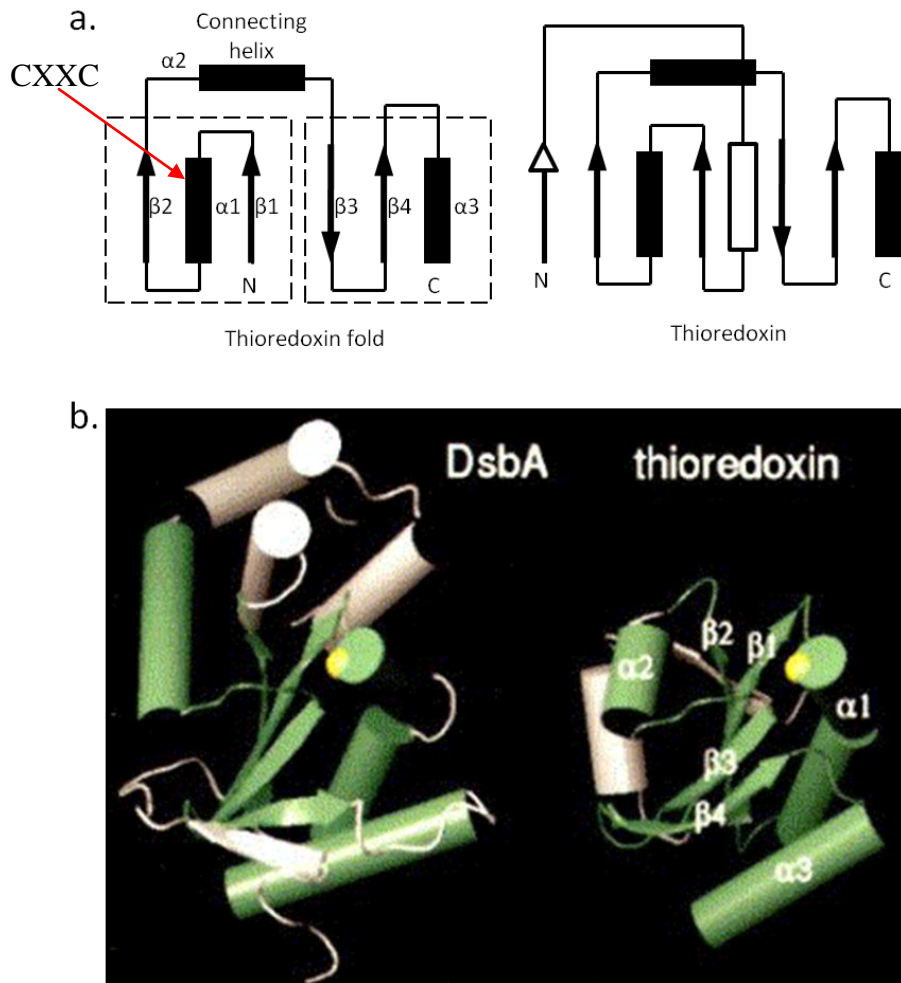 a.
Connecting
helix
α2
CXXC
β2
α1
β1
β3
β4
α3
N
C
N
C
Thioredoxin fold
Thioredoxin
b.
DsbA
thioredoxin
β2
β1
α2
α1
β3
β4
α3